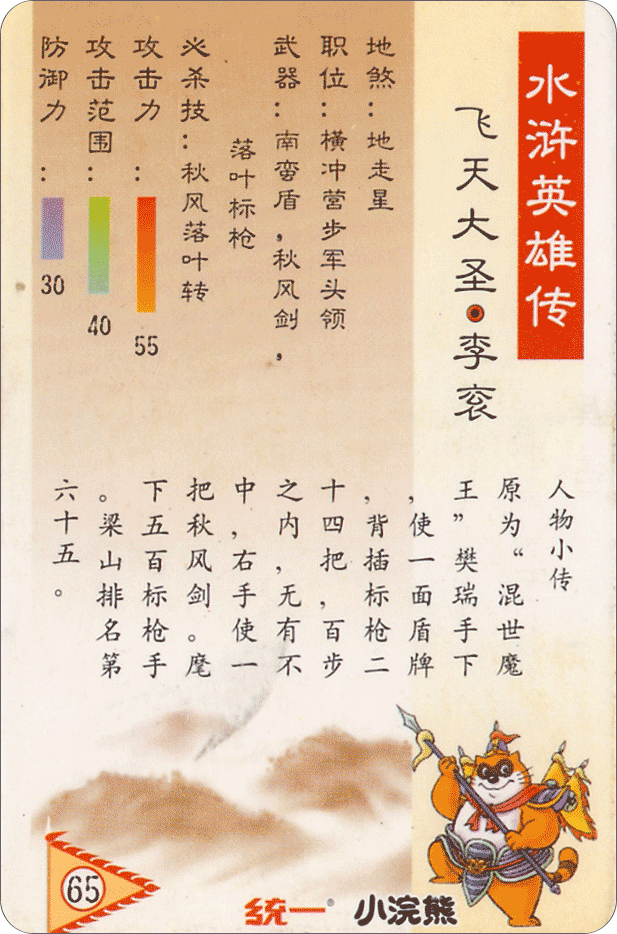 水浒英雄传
飞天大圣·李衮
地煞：地走星
职位：横冲营步军头领
武器：南蛮盾，秋风剑，
落叶标枪
必杀技：秋风落叶转
攻击力：
55
攻击范围：
40
防御力：
30
人物小传
原为“混世魔
王”樊瑞手下
，使一面盾牌
，背插标枪二
十四把，百步
之内，无有不
中，右手使一
把秋风剑。麾
下五百标枪手
。梁山排名第
六十五。
65
统一® 小浣熊